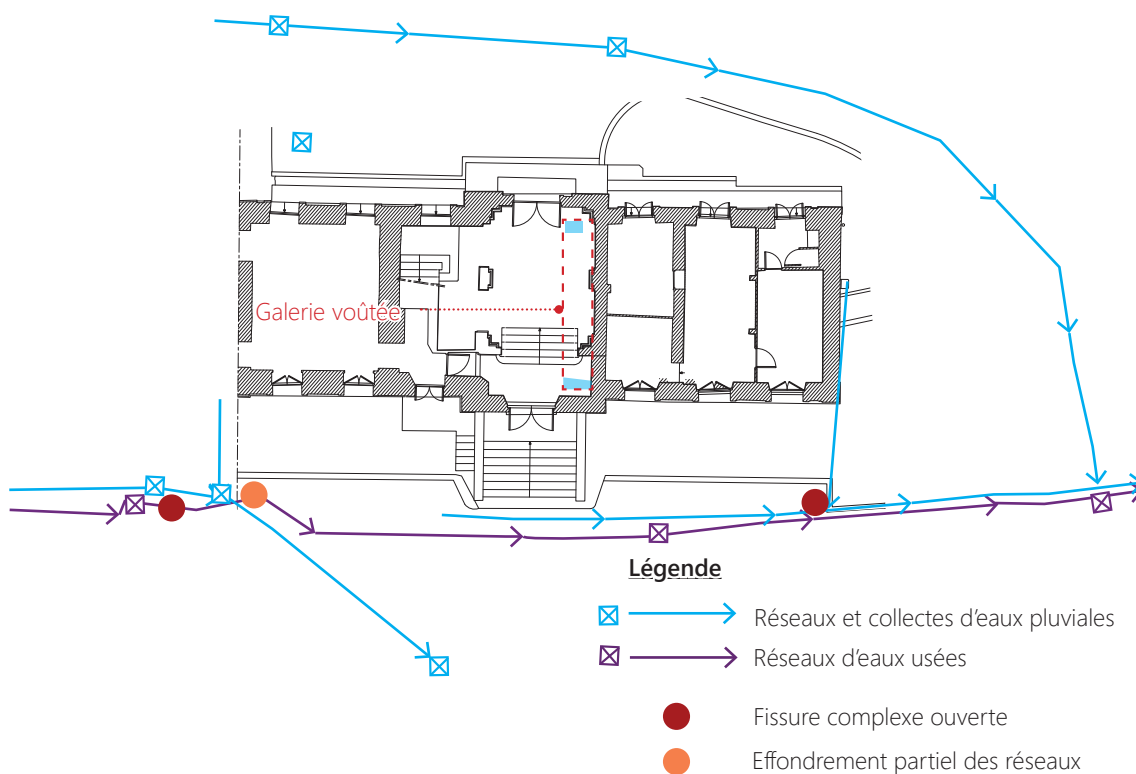 Galerie voûtée
Légende
Réseaux et collectes d'eaux pluviales
Réseaux d'eaux usées
Fissure complexe ouverte
Effondrement partiel des réseaux